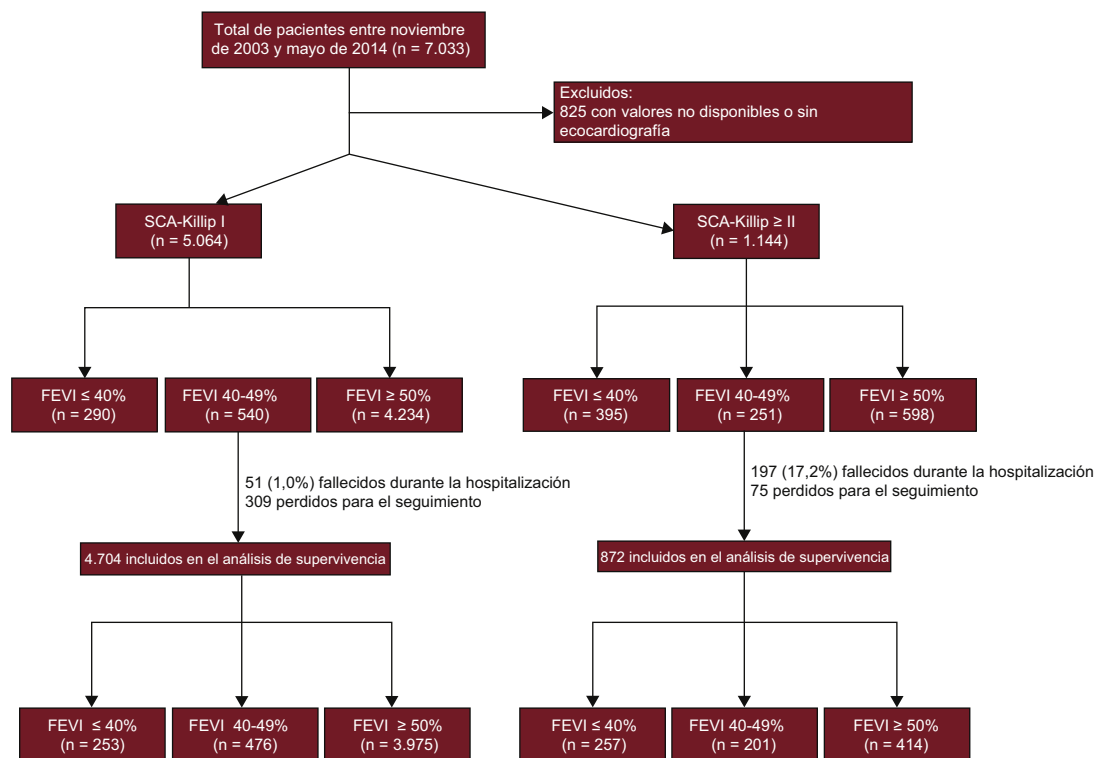 Total de pacientes entre noviembre
de 2003 y mayo de 2014 (n = 7.033)
Excluidos:
825 con valores no disponibles o sin
ecocardiografía
SCA-Killip I
(n = 5.064)
SCA-Killip ≥ II
(n = 1.144)
FEVI ≤ 40%
(n = 290)
FEVI 40-49%
(n = 540)
FEVI ≥ 50%
(n = 4.234)
FEVI ≤ 40%
(n = 395)
FEVI 40-49%
(n = 251)
FEVI ≥ 50%
(n = 598)
51 (1,0%) fallecidos durante la hospitalización
309 perdidos para el seguimiento
197 (17,2%) fallecidos durante la hospitalización
75 perdidos para el seguimiento
4.704 incluidos en el análisis de supervivencia
872 incluidos en el análisis de supervivencia
FEVI ≤ 40%
(n = 253)
FEVI 40-49%
(n = 476)
FEVI ≥ 50%
(n = 3.975)
FEVI ≤ 40%
(n = 257)
FEVI 40-49%
(n = 201)
FEVI ≥ 50%
(n = 414)